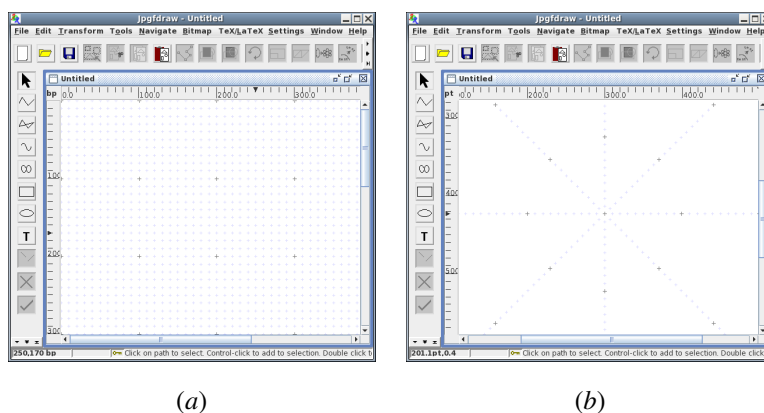 Jpgfdraw - Untitled
File Edit Transform Tools Navigate Bitmap TeX/LaTeX Settings Window Help
Untitled
bp 0.0 100.0 200.0 300.0
100
200
300
T
250,170 bp Click on path to select. Control-click to add to selection. Double click t
(a)
Jpgfdraw - Untitled
File Edit Transform Tools Navigate Bitmap TeX/LaTeX Settings Window Help
Untitled
pt 200.0 300.0 400.0
300
400
500
T
201.1pt,0.4 Click on path to select. Control-click to add to selection. Double click
(b)